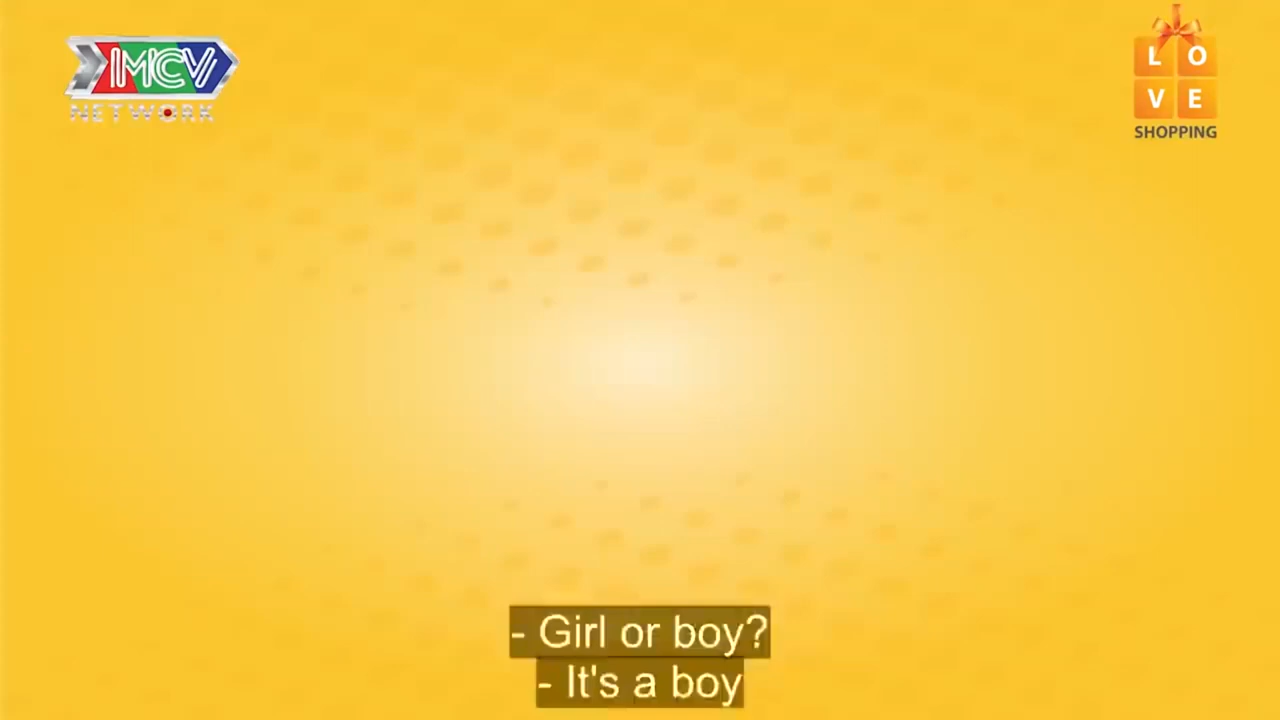 MCV
NETWORK
L O
V E
SHOPPING
- Girl or boy?
- It's a boy